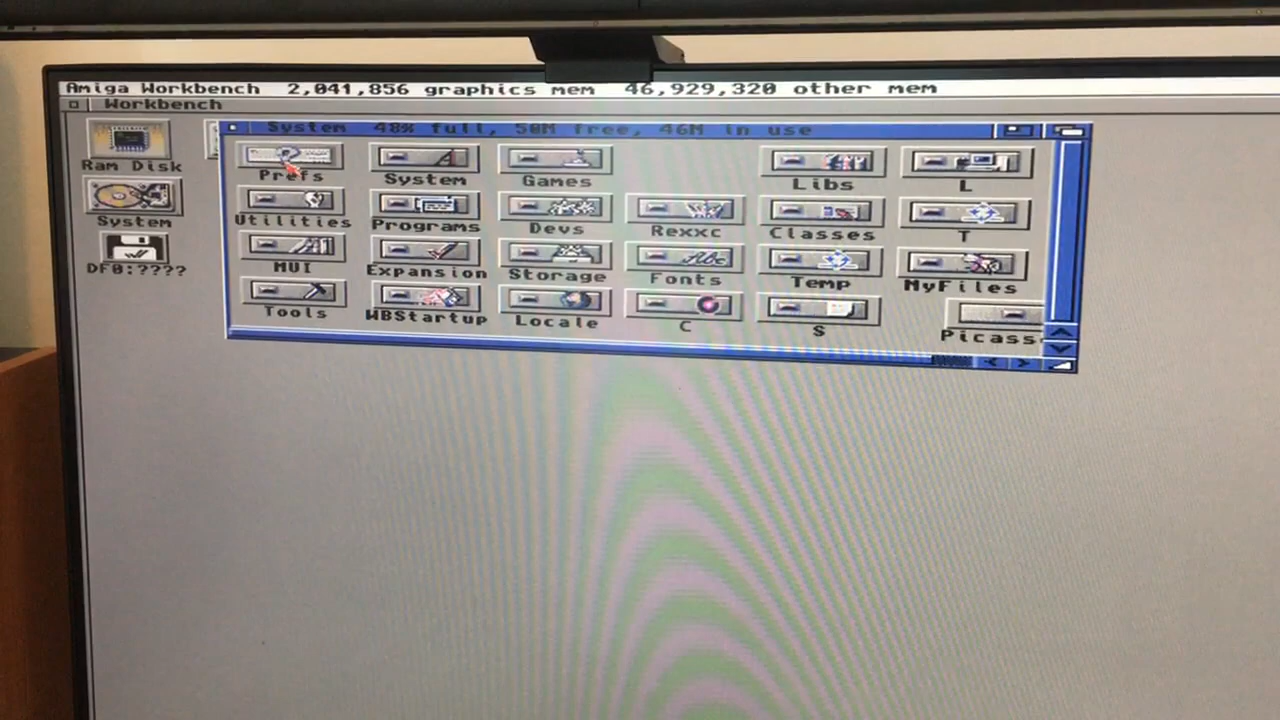 Amiga Workbench 2,041,856 graphics mem 46,929,320 other mem
Workbench
System 48% full, 50M free, 46M in use
Ram Disk
System
DF0:????
Prefs System Games Libs L
Utilities Programs Devs Rexxc Classes T
MUI Expansion Storage Fonts Temp MyFiles
Tools WBStartup Locale C S Picass